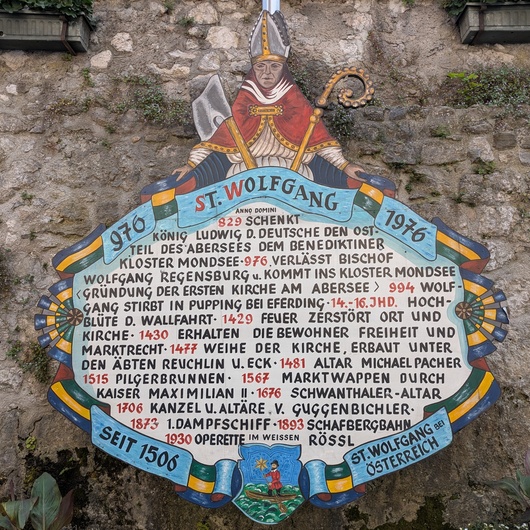 976 ST. WOLFGANG 1976
ANNO DOMINI
829 SCHENKT
KÖNIG LUDWIG D. DEUTSCHE DEN OST-
TEIL DES ABERSEES DEM BENEDIKTINER
KLOSTER MONDSEE · 976 VERLÄSST BISCHOF
WOLFGANG REGENSBURG u. KOMMT INS KLOSTER MONDSEE
<GRÜNDUNG DER ERSTEN KIRCHE AM ABERSEE> 994 WOLF-
GANG STIRBT IN PUPPING BEI EFERDING · 14.-16. JHD. HOCH-
BLÜTE D. WALLFAHRT · 1429 FEUER ZERSTÖRT ORT UND
KIRCHE · 1430 ERHALTEN DIE BEWOHNER FREIHEIT UND
MARKTRECHT · 1477 WEIHE DER KIRCHE, ERBAUT UNTER
DEN ÄBTEN REUCHLIN U. ECK · 1481 ALTAR MICHAEL PACHER
1515 PILGERBRUNNEN · 1567 MARKTWAPPEN DURCH
KAISER MAXIMILIAN II · 1676 SCHWANTHALER-ALTAR
1706 KANZEL U. ALTÄRE V. GUGGENBICHLER ·
1873 I. DAMPFSCHIFF · 1893 SCHAFBERGBAHN
1930 OPERETTE IM WEISSEN RÖSSL
SEIT 1506
ST. WOLFGANG BEI
ÖSTERREICH